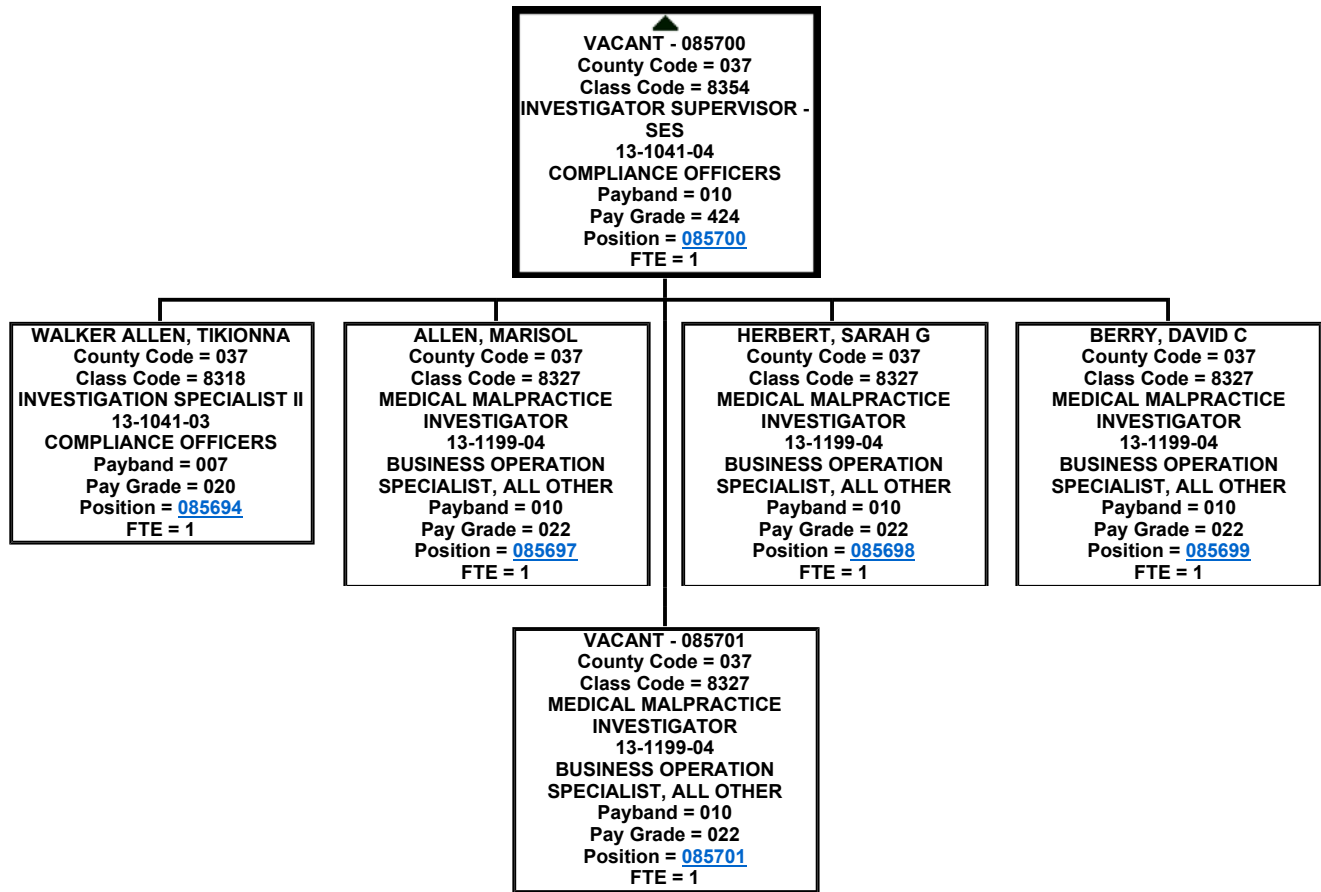 VACANT - 085700
County Code = 037
Class Code = 8354
INVESTIGATOR SUPERVISOR -
SES
13-1041-04
COMPLIANCE OFFICERS
Payband = 010
Pay Grade = 424
Position = 085700
FTE = 1
WALKER ALLEN, TIKIONNA
County Code = 037
Class Code = 8318
INVESTIGATION SPECIALIST II
13-1041-03
COMPLIANCE OFFICERS
Payband = 007
Pay Grade = 020
Position = 085694
FTE = 1
ALLEN, MARISOL
County Code = 037
Class Code = 8327
MEDICAL MALPRACTICE
INVESTIGATOR
13-1199-04
BUSINESS OPERATION
SPECIALIST, ALL OTHER
Payband = 010
Pay Grade = 022
Position = 085697
FTE = 1
HERBERT, SARAH G
County Code = 037
Class Code = 8327
MEDICAL MALPRACTICE
INVESTIGATOR
13-1199-04
BUSINESS OPERATION
SPECIALIST, ALL OTHER
Payband = 010
Pay Grade = 022
Position = 085698
FTE = 1
BERRY, DAVID C
County Code = 037
Class Code = 8327
MEDICAL MALPRACTICE
INVESTIGATOR
13-1199-04
BUSINESS OPERATION
SPECIALIST, ALL OTHER
Payband = 010
Pay Grade = 022
Position = 085699
FTE = 1
VACANT - 085701
County Code = 037
Class Code = 8327
MEDICAL MALPRACTICE
INVESTIGATOR
13-1199-04
BUSINESS OPERATION
SPECIALIST, ALL OTHER
Payband = 010
Pay Grade = 022
Position = 085701
FTE = 1